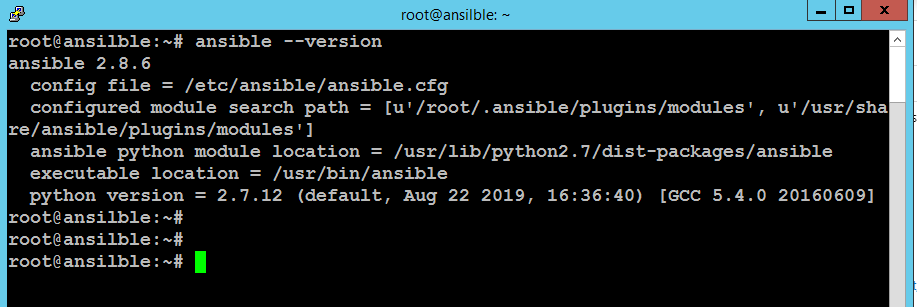 root@ansilble: ~
root@ansilble:~# ansible --version
ansible 2.8.6
  config file = /etc/ansible/ansible.cfg
  configured module search path = [u'/root/.ansible/plugins/modules', u'/usr/sha
re/ansible/plugins/modules']
  ansible python module location = /usr/lib/python2.7/dist-packages/ansible
  executable location = /usr/bin/ansible
  python version = 2.7.12 (default, Aug 22 2019, 16:36:40) [GCC 5.4.0 20160609]
root@ansilble:~#
root@ansilble:~#
root@ansilble:~#